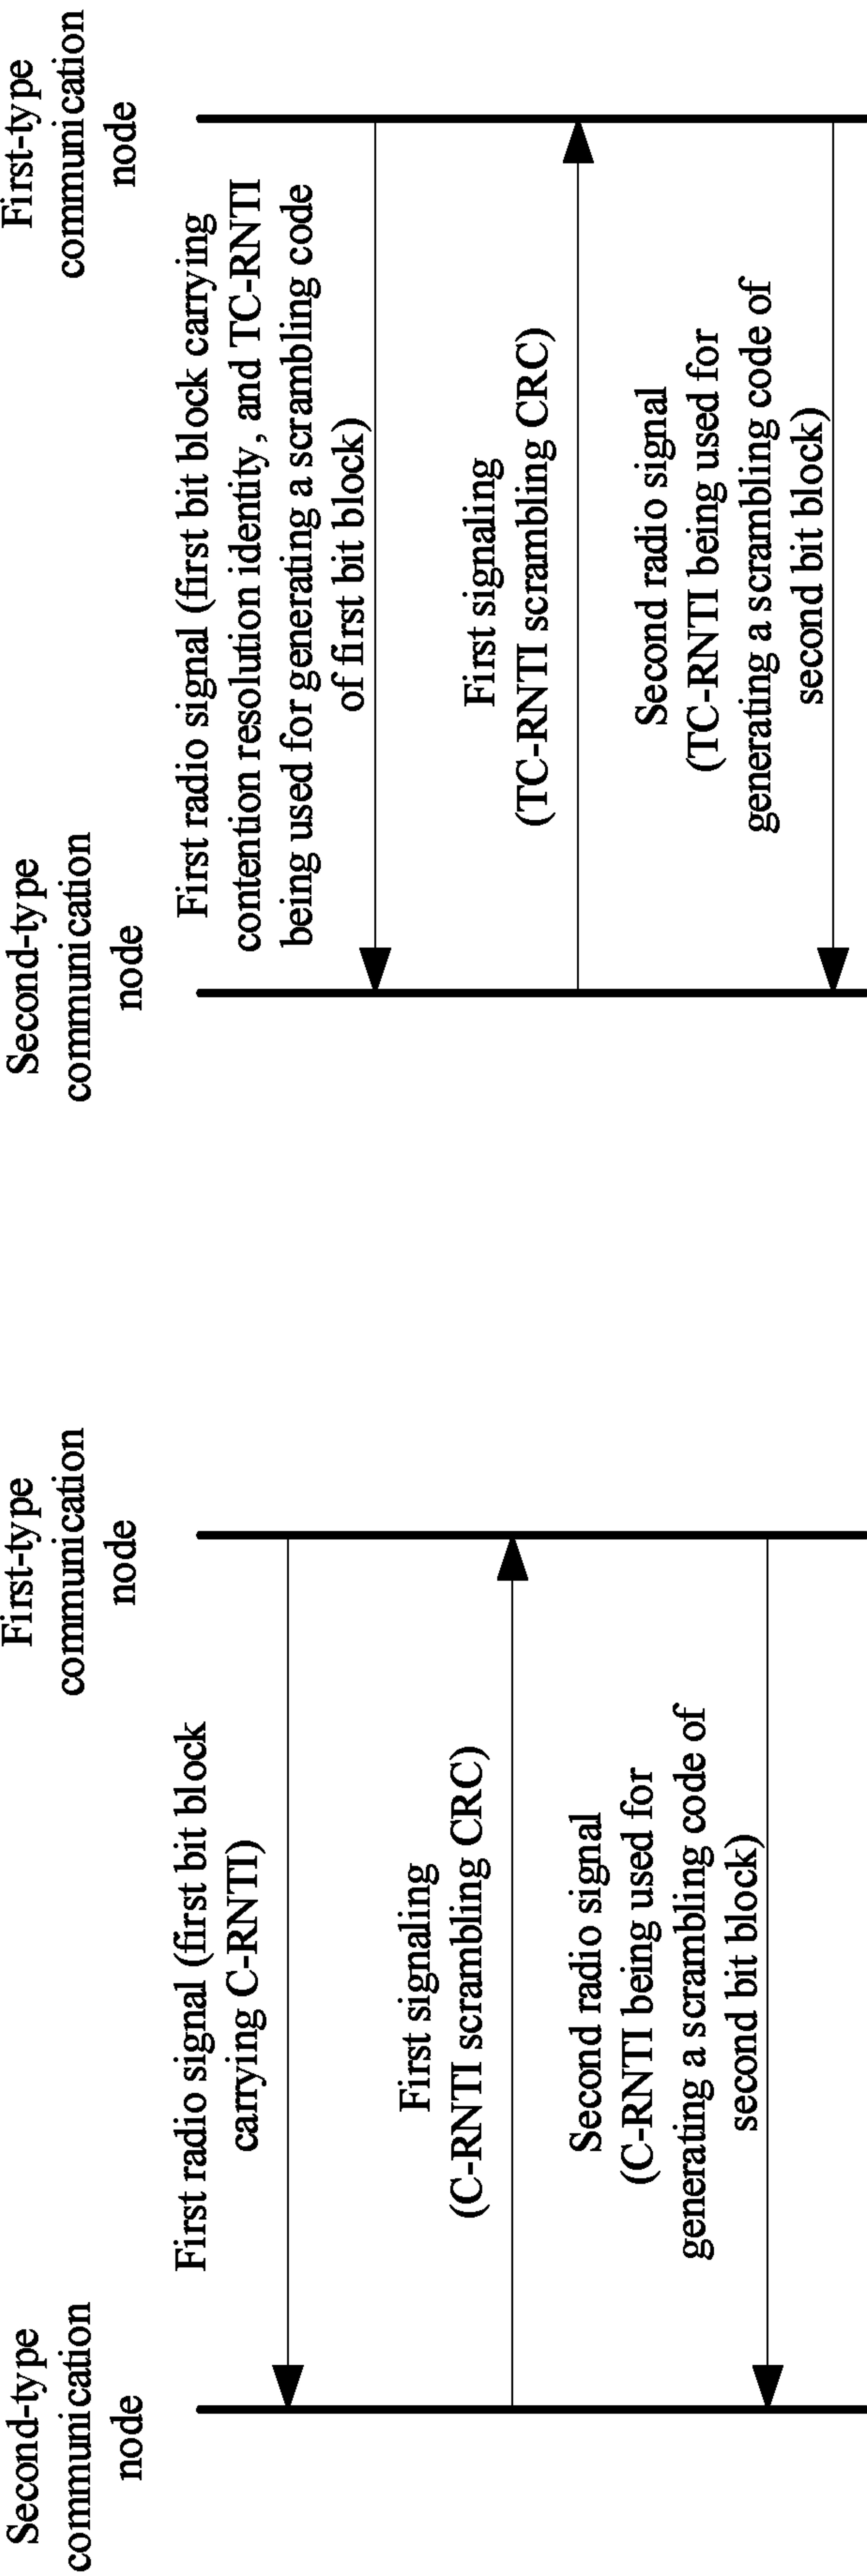 Second-type
communication
node
First-type
communication
node
First radio signal (first bit block
carrying C-RNTI)
First signaling
(C-RNTI scrambling CRC)
Second radio signal
(C-RNTI being used for
generating a scrambling code of
second bit block)
Second-type
communication
node
First-type
communication
node
First radio signal (first bit block carrying
contention resolution identity, and TC-RNTI
being used for generating a scrambling code
of first bit block)
First signaling
(TC-RNTI scrambling CRC)
Second radio signal
(TC-RNTI being used for
generating a scrambling code of
second bit block)